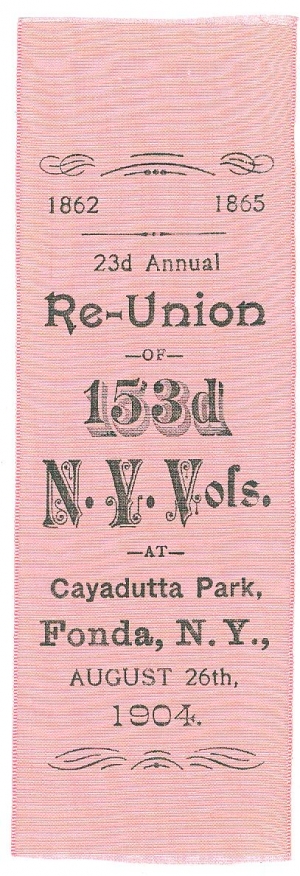 1862 1865
23d Annual
Re-Union
—OF—
153d
N. Y. Vols.
—AT—
Cayadutta Park,
Fonda, N. Y.,
AUGUST 26th,
1904.